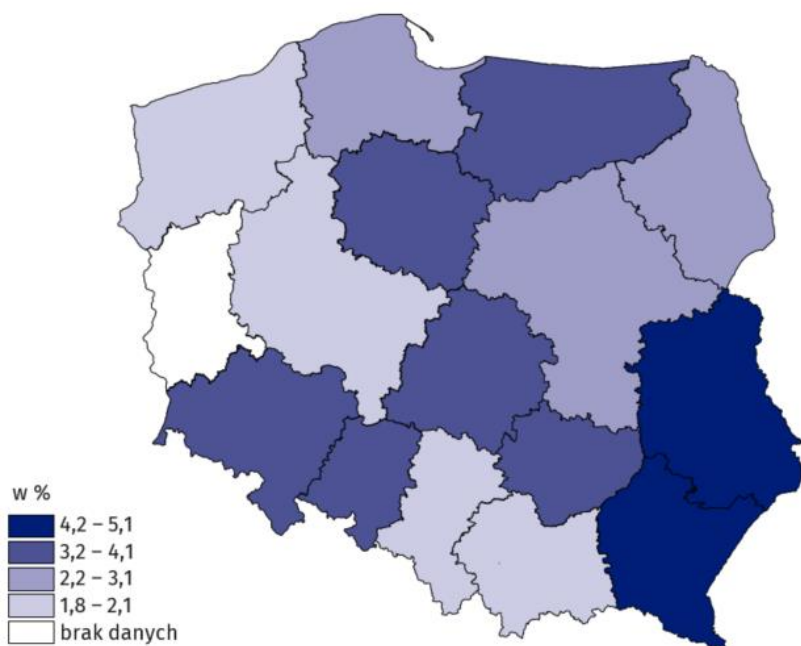 w %
4,2 – 5,1
3,2 – 4,1
2,2 – 3,1
1,8 – 2,1
brak danych